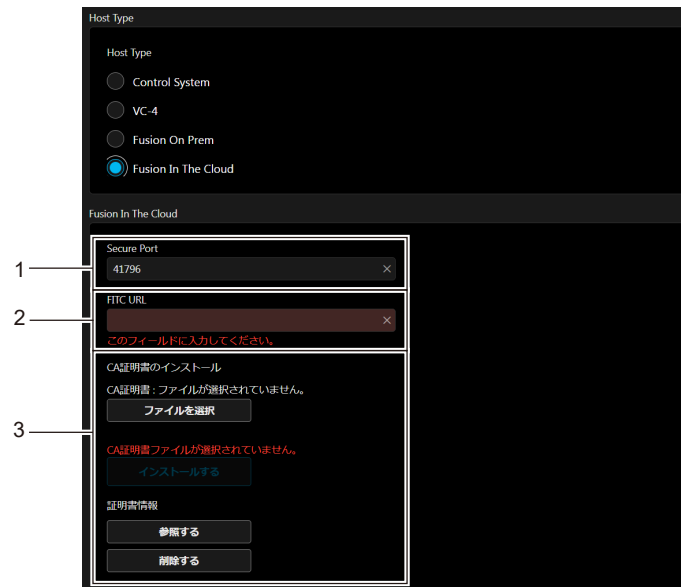 Host Type
Host Type
Control System
VC-4
Fusion On Prem
Fusion In The Cloud
Fusion In The Cloud
1
Secure Port
41796
2
FITC URL
このフィールドに入力してください。
3
CA証明書のインストール
CA証明書 : ファイルが選択されていません。
ファイルを選択
CA証明書ファイルが選択されていません。
インストールする
証明書情報
参照する
削除する